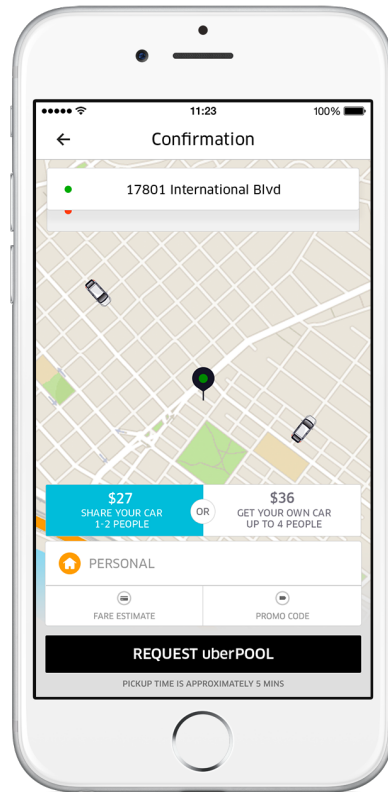 11:23
100%
Confirmation
17801 International Blvd
$27
SHARE YOUR CAR
1-2 PEOPLE
OR
$36
GET YOUR OWN CAR
UP TO 4 PEOPLE
PERSONAL
FARE ESTIMATE
PROMO CODE
REQUEST uberPOOL
PICKUP TIME IS APPROXIMATELY 5 MINS